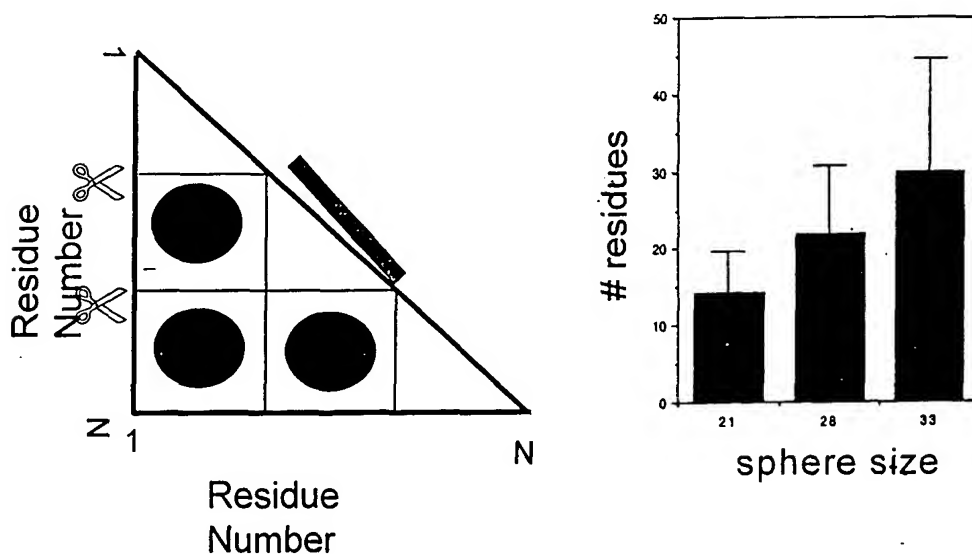 1
Residue
Number
N
1
N
Residue
Number
# residues
50
40
30
20
10
0
21
28
33
sphere size